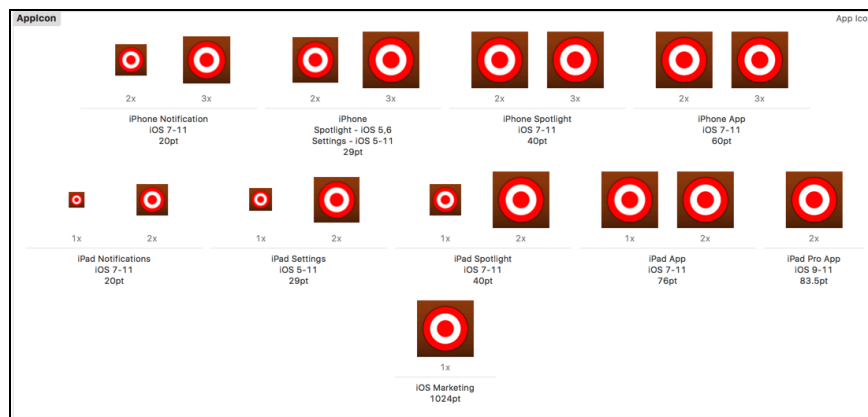 AppIcon
App Ico
2x 3x 2x 3x 2x 3x 2x 3x
iPhone Notification
iOS 7-11
20pt
iPhone
Spotlight - iOS 5,6
Settings - iOS 5-11
29pt
iPhone Spotlight
iOS 7-11
40pt
iPhone App
iOS 7-11
60pt
1x 2x 1x 2x 1x 2x 1x 2x 2x
iPad Notifications
iOS 7-11
20pt
iPad Settings
iOS 5-11
29pt
iPad Spotlight
iOS 7-11
40pt
iPad App
iOS 7-11
76pt
iPad Pro App
iOS 9-11
83.5pt
1x
iOS Marketing
1024pt